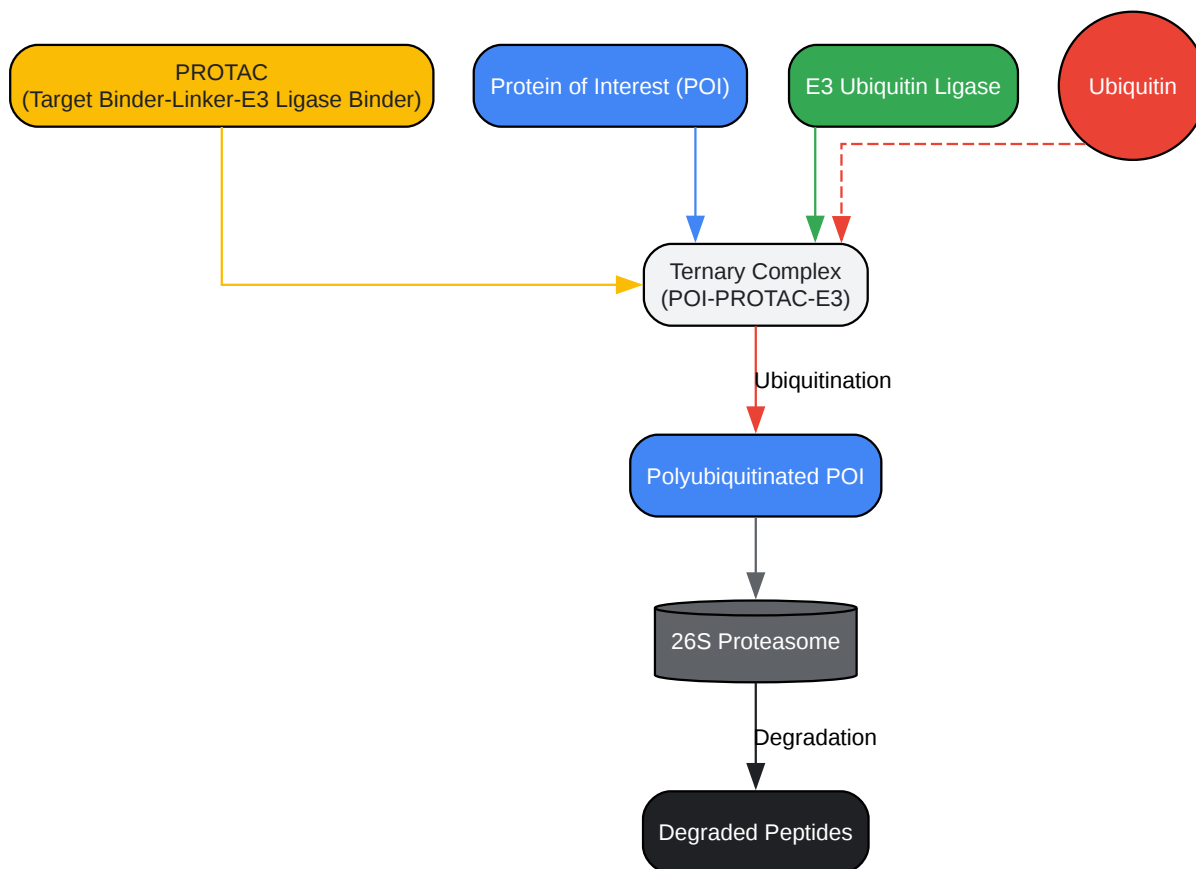 PROTAC
(Target Binder-Linker-E3 Ligase Binder)
Protein of Interest (POI)
E3 Ubiquitin Ligase
Ubiquitin
Ternary Complex
(POI-PROTAC-E3)
Ubiquitination
Polyubiquitinated POI
26S Proteasome
Degradation
Degraded Peptides